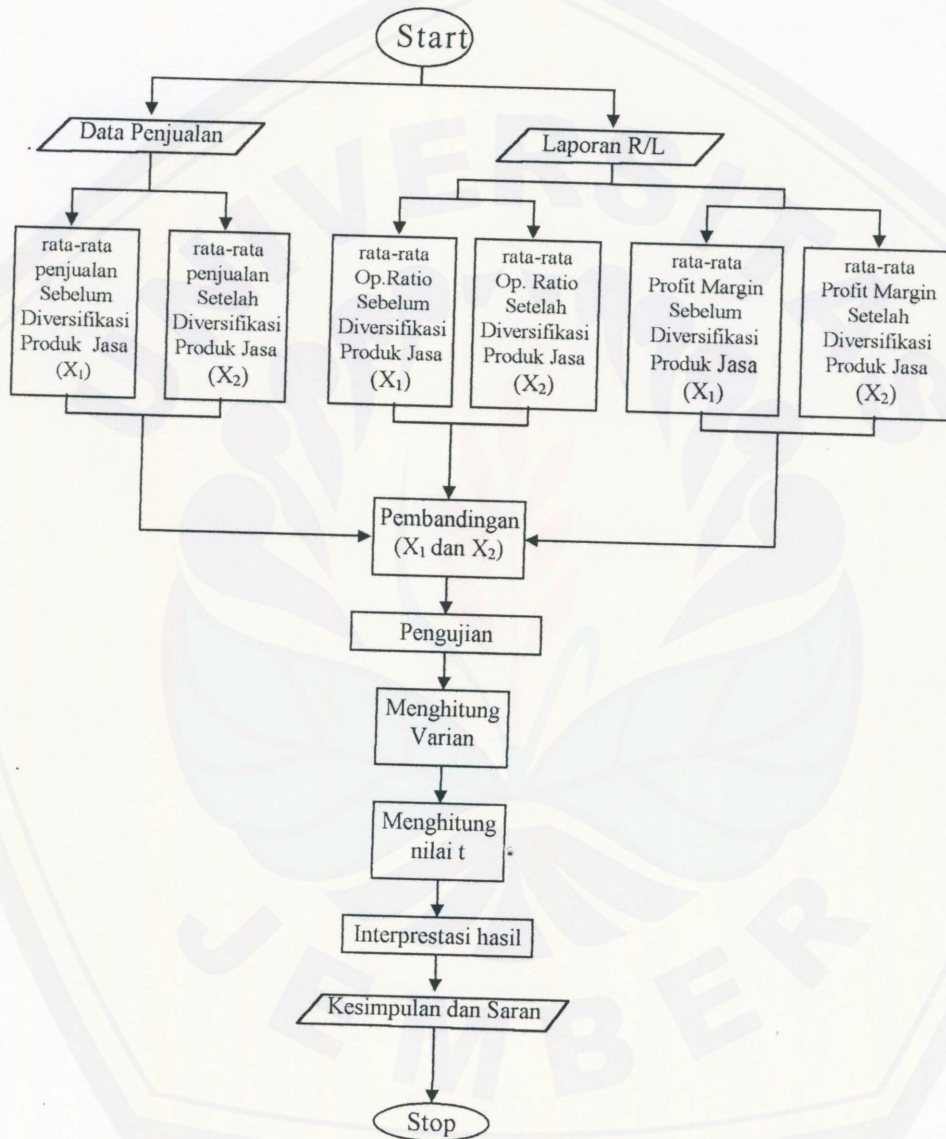 Start
Data Penjualan
Laporan R/L
rata-rata
penjualan
Sebelum
Diversifikasi
Produk Jasa
(X₁)
rata-rata
penjualan
Setelah
Diversifikasi
Produk Jasa
(X₂)
rata-rata
Op.Ratio
Sebelum
Diversifikasi
Produk Jasa
(X₁)
rata-rata
Op. Ratio
Setelah
Diversifikasi
Produk Jasa
(X₂)
rata-rata
Profit Margin
Sebelum
Diversifikasi
Produk Jasa
(X₁)
rata-rata
Profit Margin
Setelah
Diversifikasi
Produk Jasa
(X₂)
Pembandingan
(X₁ dan X₂)
Pengujian
Menghitung
Varian
Menghitung
nilai t
Interprestasi hasil
Kesimpulan dan Saran
Stop
UNIVERSITAS
JEMBER